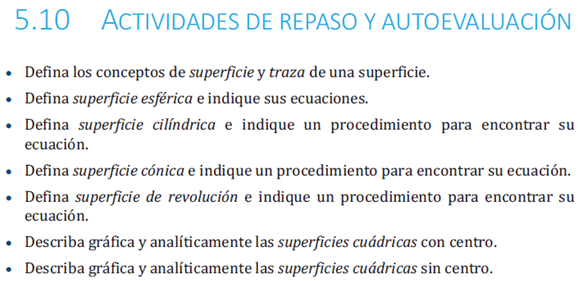 5.10 ACTIVIDADES DE REPASO Y AUTOEVALUACIÓN
• Defina los conceptos de superficie y traza de una superficie.
• Defina superficie esférica e indique sus ecuaciones.
• Defina superficie cilíndrica e indique un procedimiento para encontrar su
ecuación.
• Defina superficie cónica e indique un procedimiento para encontrar su ecuación.
• Defina superficie de revolución e indique un procedimiento para encontrar su
ecuación.
• Describa gráfica y analíticamente las superficies cuádricas con centro.
• Describa gráfica y analíticamente las superficies cuádricas sin centro.